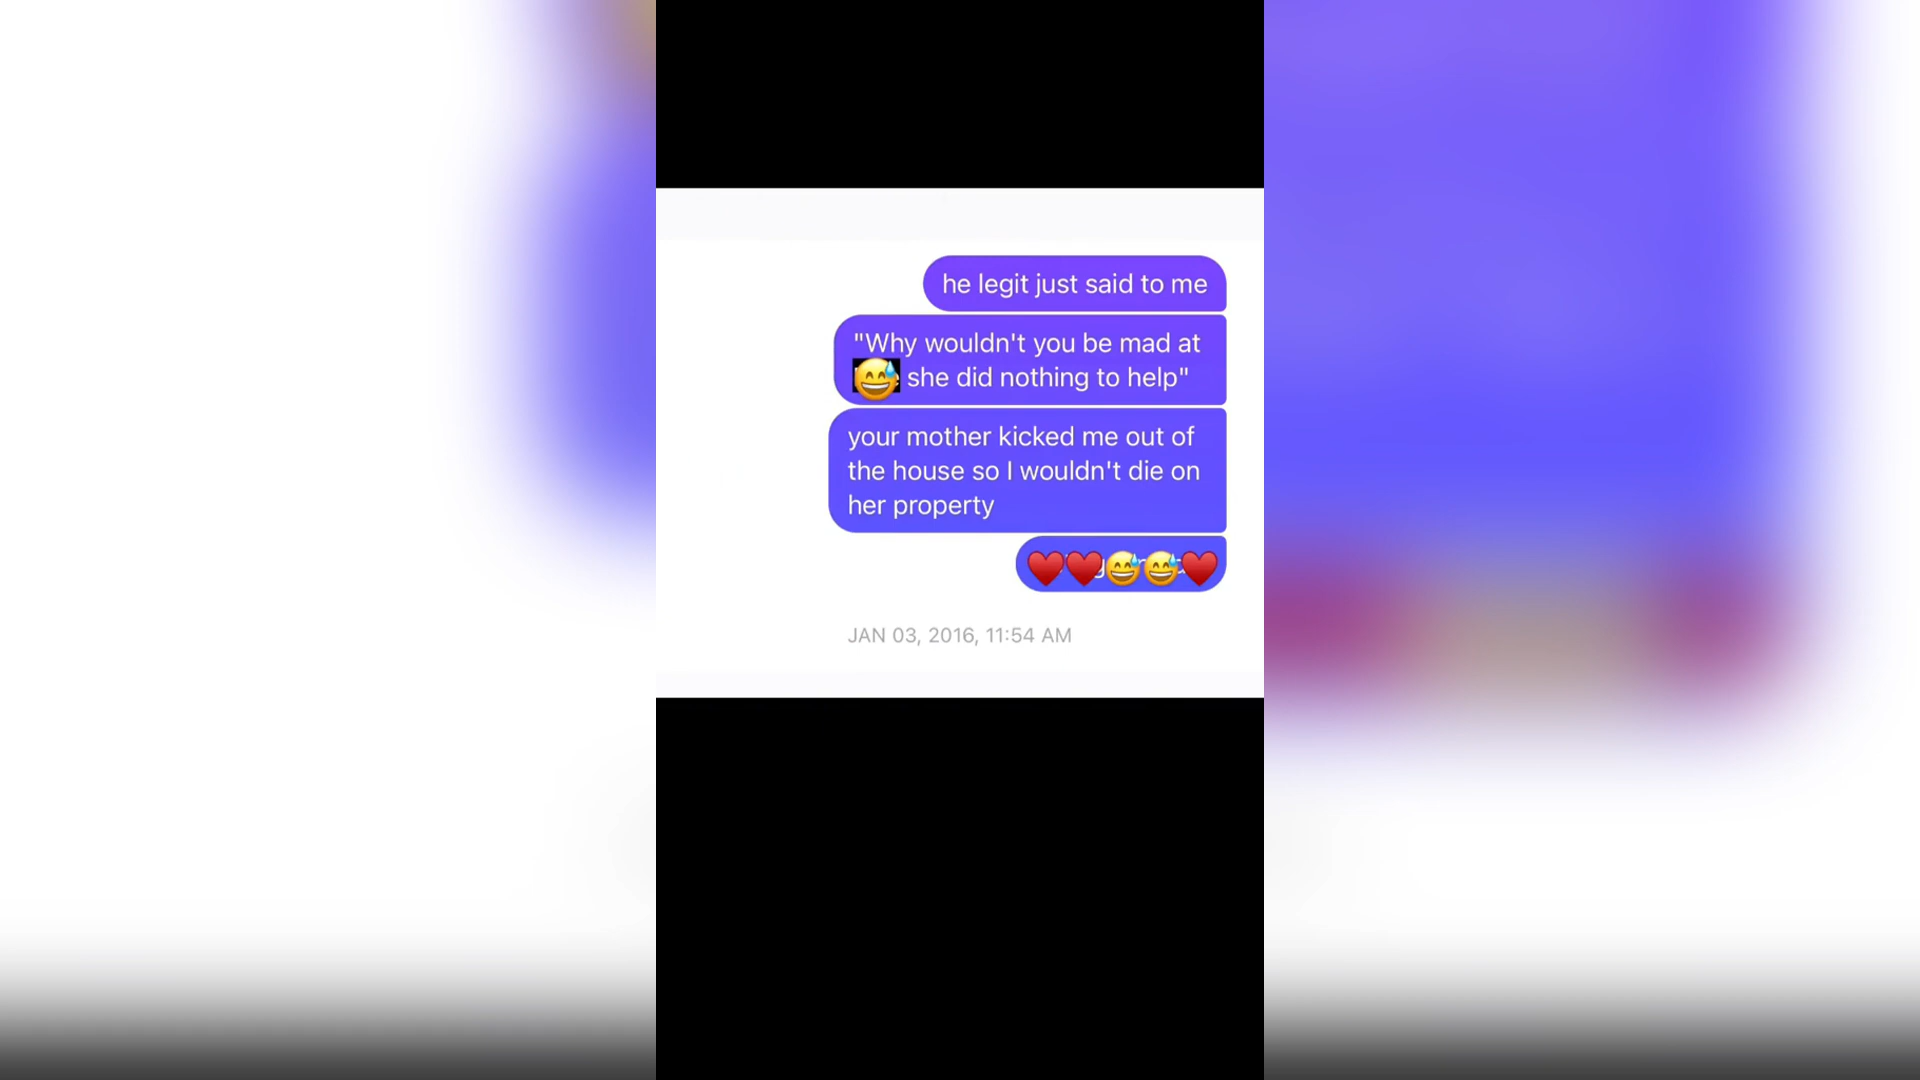 he legit just said to me
"Why wouldn't you be mad at
she did nothing to help"
your mother kicked me out of
the house so I wouldn't die on
her property
JAN 03, 2016, 11:54 AM